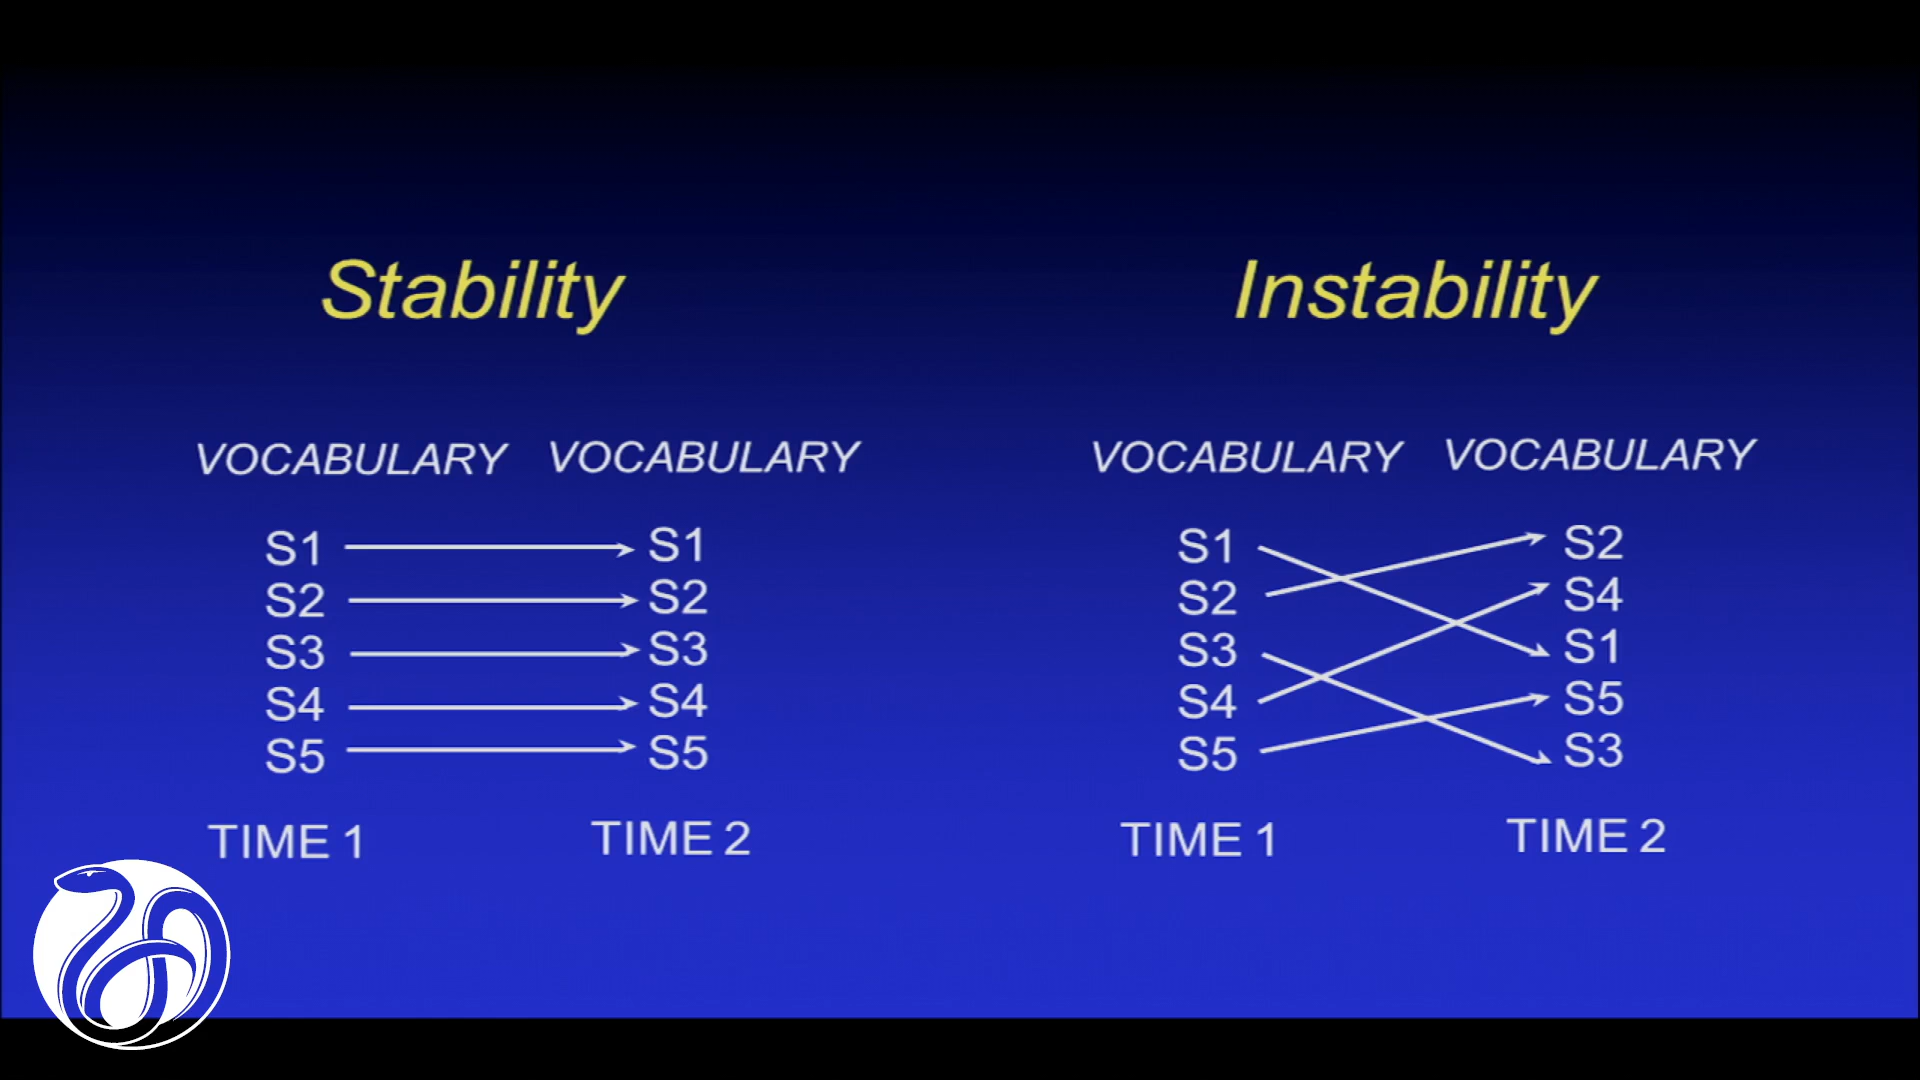 Stability
VOCABULARY VOCABULARY
S1 S1
S2 S2
S3 S3
S4 S4
S5 S5
TIME 1 TIME 2
Instability
VOCABULARY VOCABULARY
S1 S2
S2 S4
S3 S1
S4 S5
S5 S3
TIME 1 TIME 2